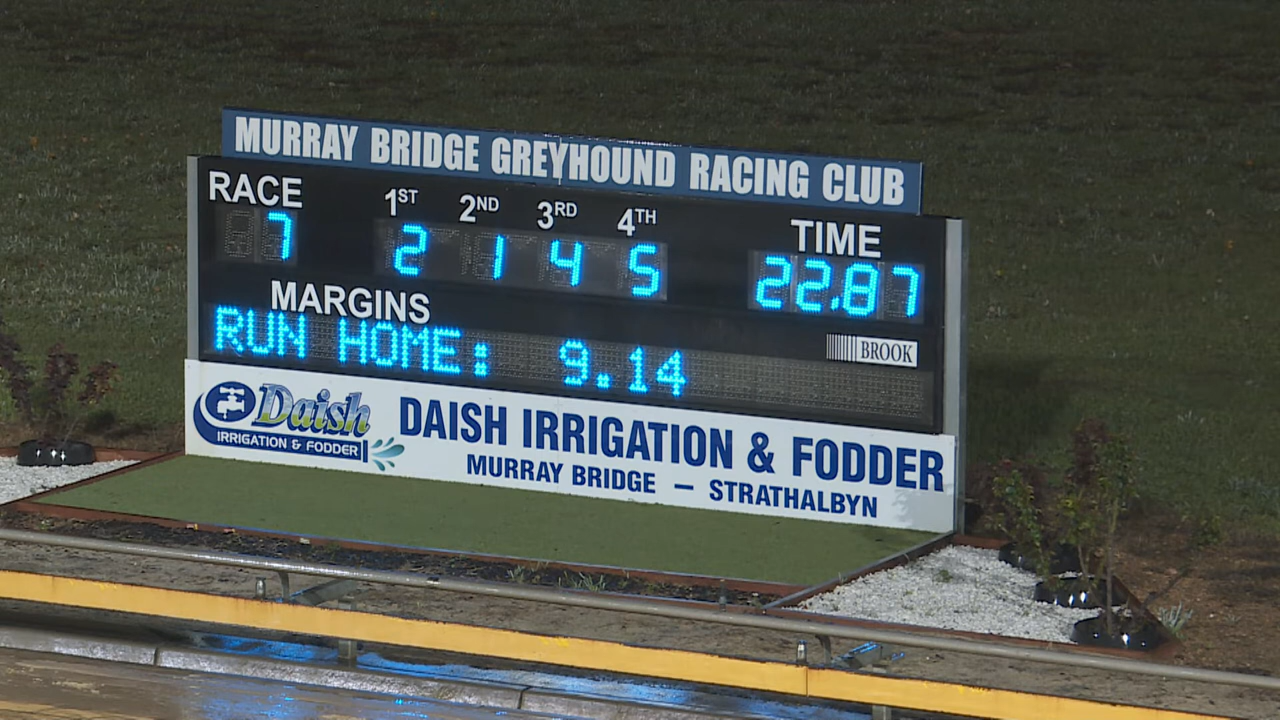 MURRAY BRIDGE GREYHOUND RACING CLUB
RACE 1ST 2ND 3RD 4TH TIME
7 2 1 4 5 22.87
MARGINS
RUN HOME: 9.14
BROOK
Daish
IRRIGATION & FODDER
DAISH IRRIGATION & FODDER
MURRAY BRIDGE – STRATHALBYN